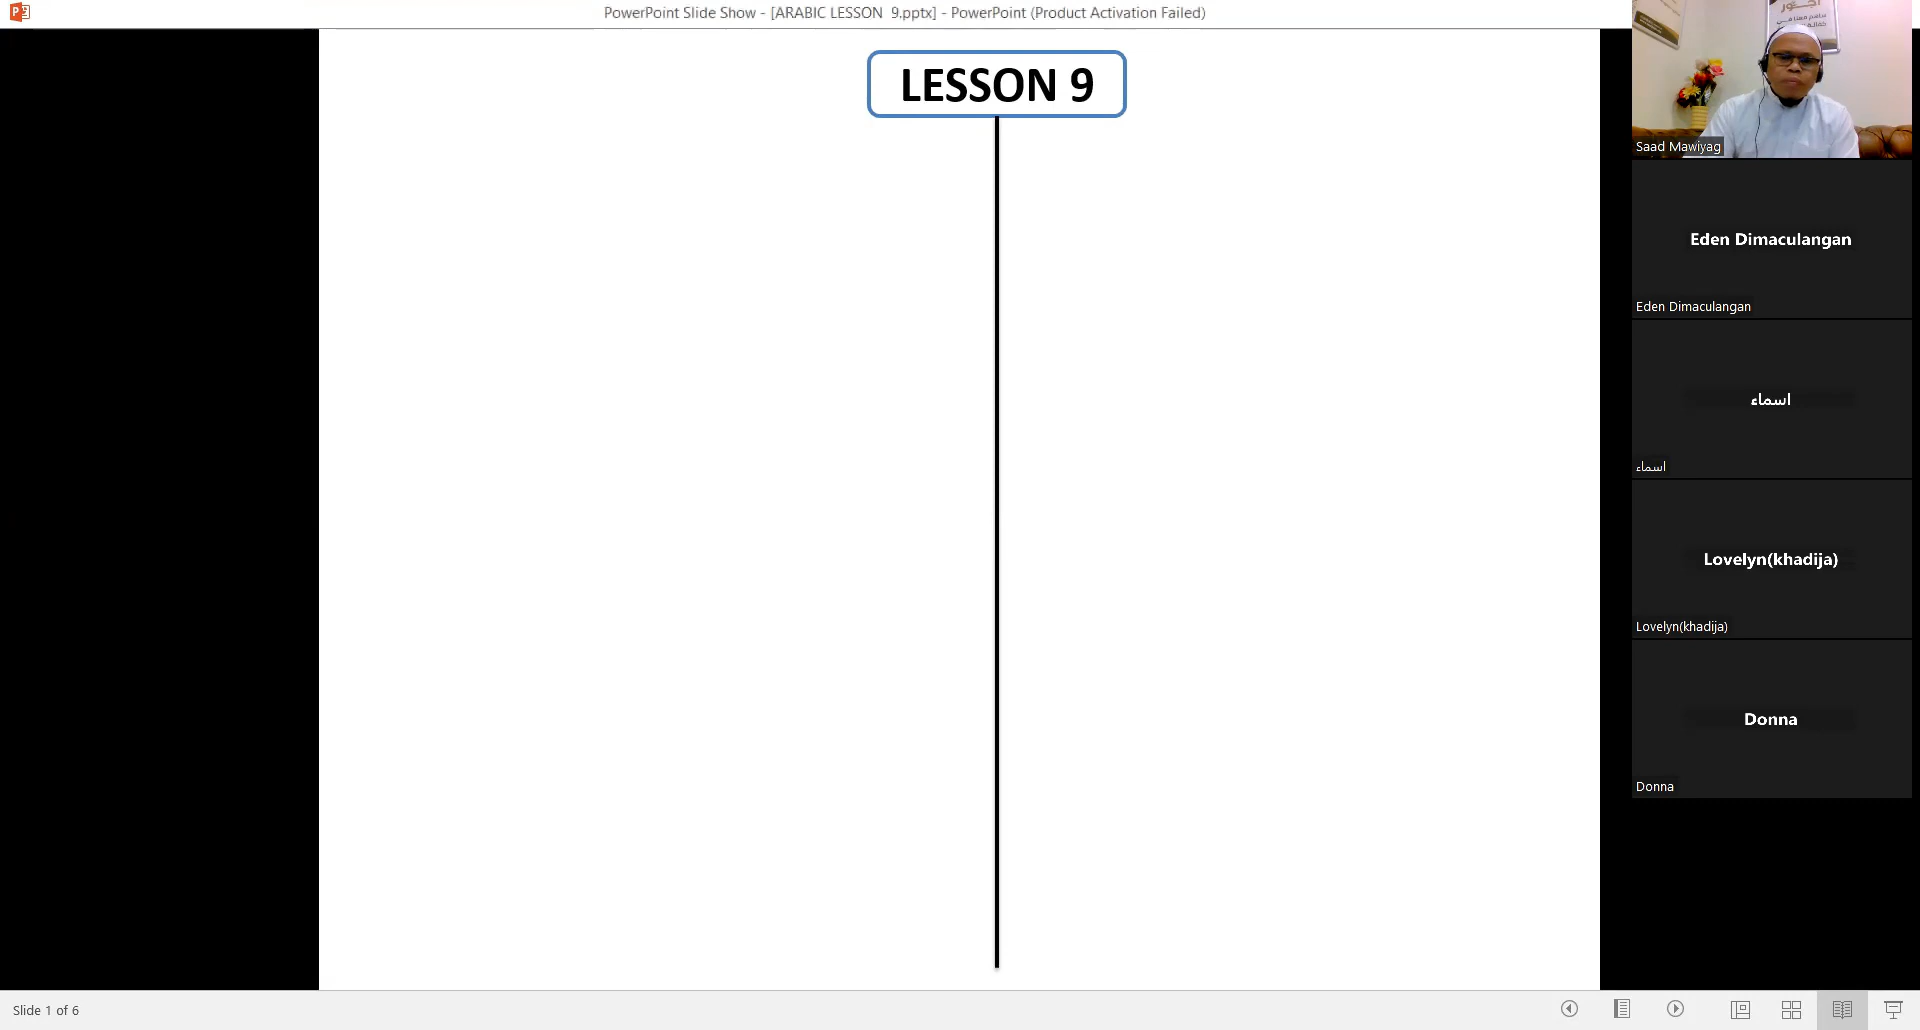 PowerPoint Slide Show - [ARABIC LESSON  9.pptx] - PowerPoint (Product Activation Failed)
LESSON 9
Saad Mawiyag
Eden Dimaculangan
Eden Dimaculangan
اسماء
اسماء
Lovelyn(khadija)
Lovelyn(khadija)
Donna
Donna
Slide 1 of 6